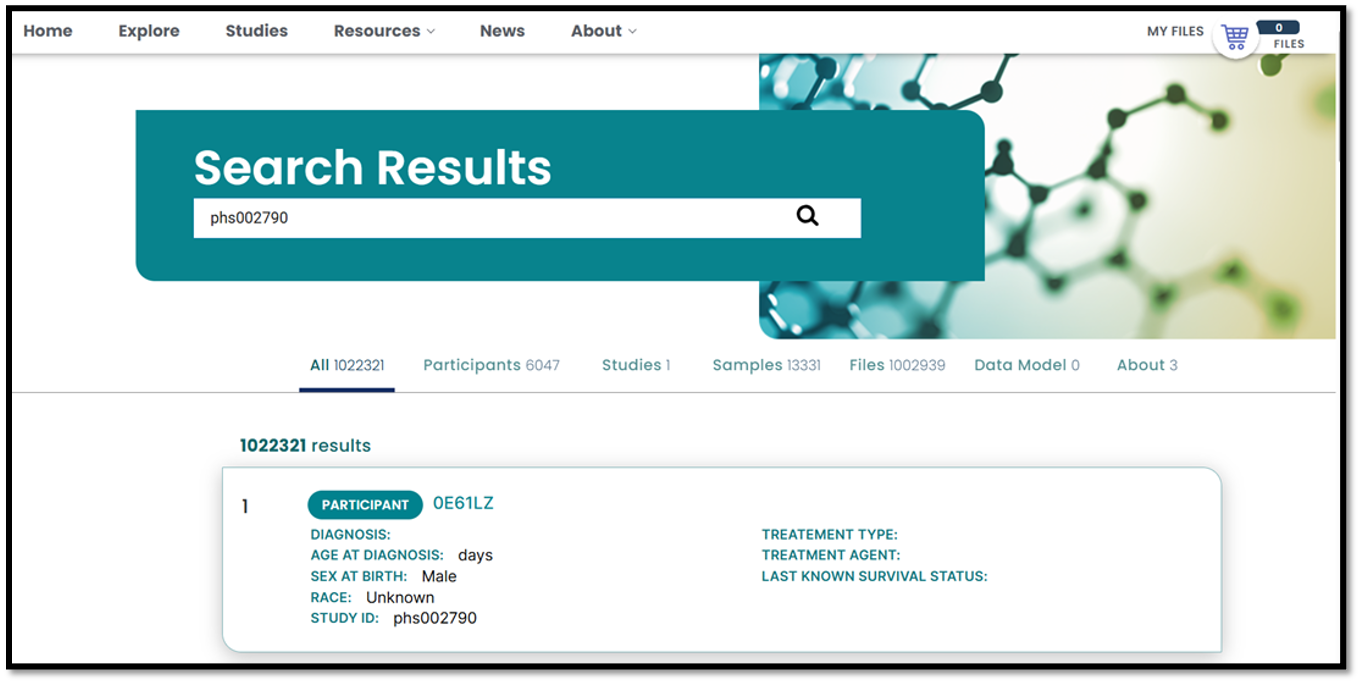 Home Explore Studies Resources News About MY FILES 0 FILES
Search Results
phs002790
All 1022321 Participants 6047 Studies 1 Samples 13331 Files 1002939 Data Model 0 About 3
1022321 results
1 PARTICIPANT 0E61LZ
DIAGNOSIS: TREATEMENT TYPE:
AGE AT DIAGNOSIS: days TREATMENT AGENT:
SEX AT BIRTH: Male LAST KNOWN SURVIVAL STATUS:
RACE: Unknown
STUDY ID: phs002790